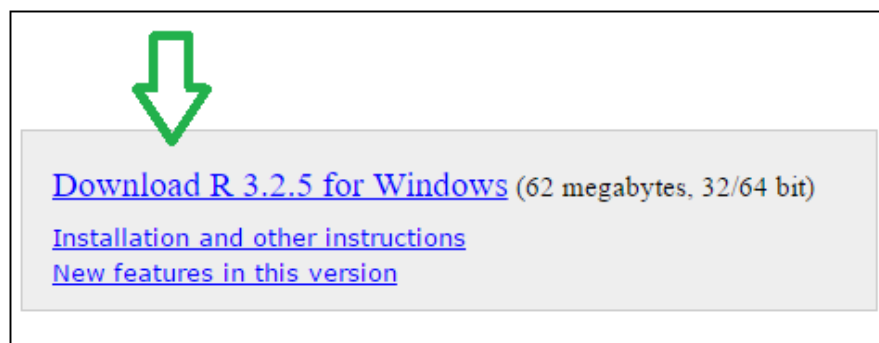 Download R 3.2.5 for Windows (62 megabytes, 32/64 bit)
Installation and other instructions
New features in this version